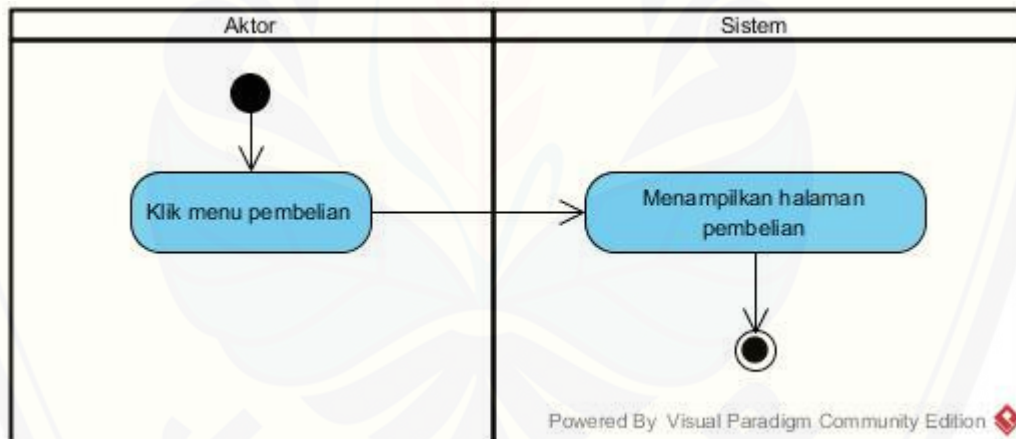 Aktor
Sistem
Klik menu pembelian
Menampilkan halaman
pembelian
Powered By Visual Paradigm Community Edition